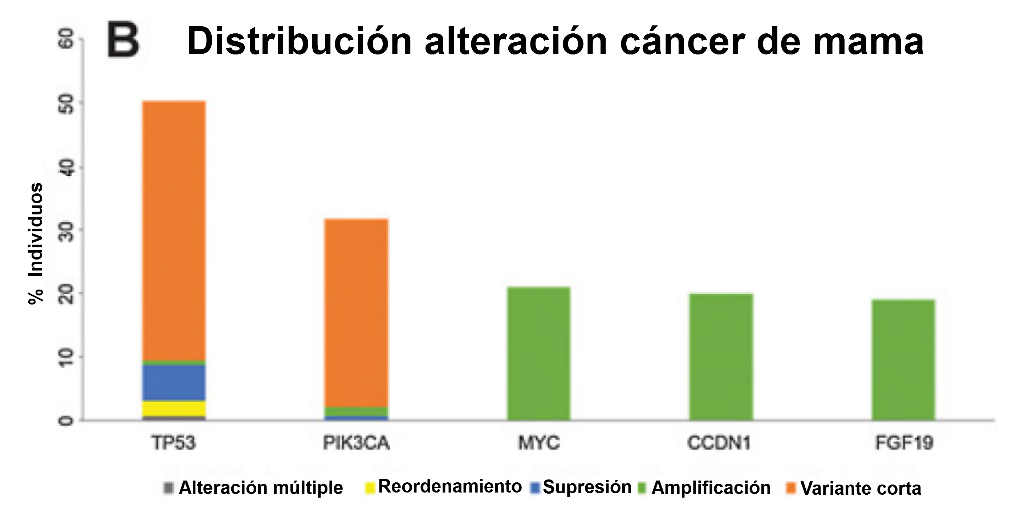 B Distribución alteración cáncer de mama
60
50
40
30
20
10
0
% Individuos
TP53 PIK3CA MYC CCDN1 FGF19
Alteración múltiple Reordenamiento Supresión Amplificación Variante corta